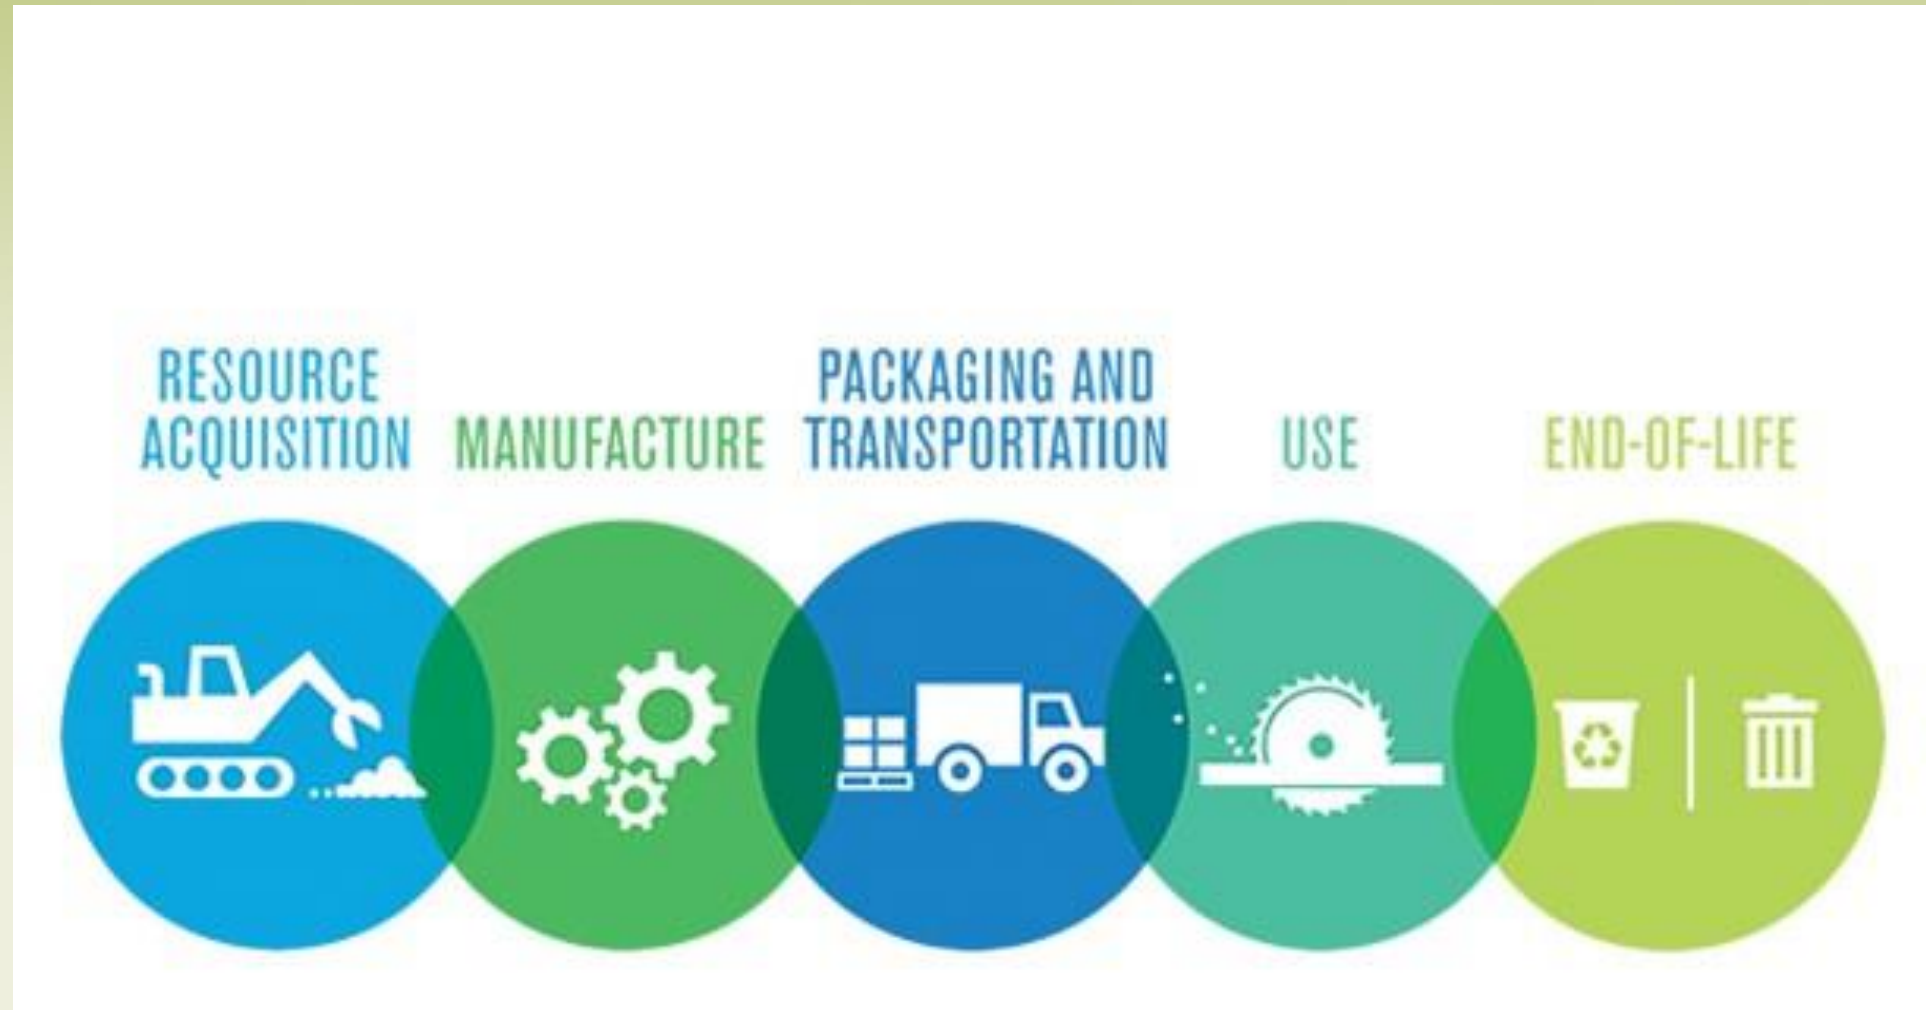 RESOURCE
ACQUISITION
MANUFACTURE
PACKAGING AND
TRANSPORTATION
USE
END-OF-LIFE